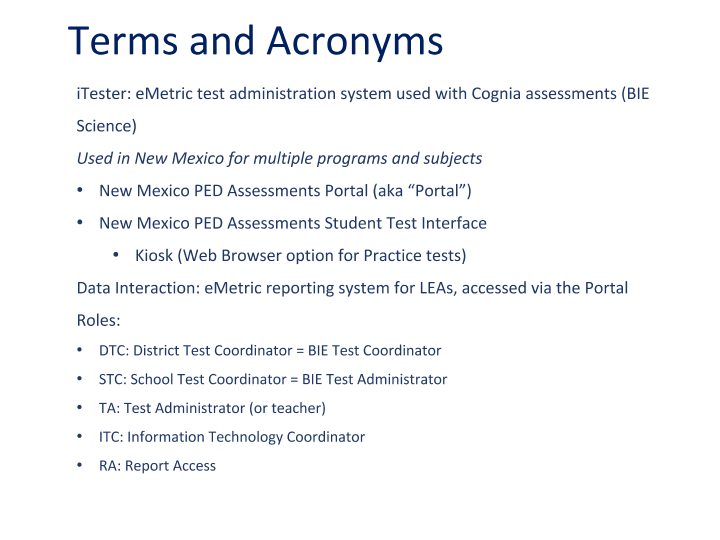 Terms and Acronyms
iTester: eMetric test administration system used with Cognia assessments (BIE
Science)
Used in New Mexico for multiple programs and subjects
• New Mexico PED Assessments Portal (aka “Portal”)
• New Mexico PED Assessments Student Test Interface
• Kiosk (Web Browser option for Practice tests)
Data Interaction: eMetric reporting system for LEAs, accessed via the Portal
Roles:
• DTC: District Test Coordinator = BIE Test Coordinator
• STC: School Test Coordinator = BIE Test Administrator
• TA: Test Administrator (or teacher)
• ITC: Information Technology Coordinator
• RA: Report Access